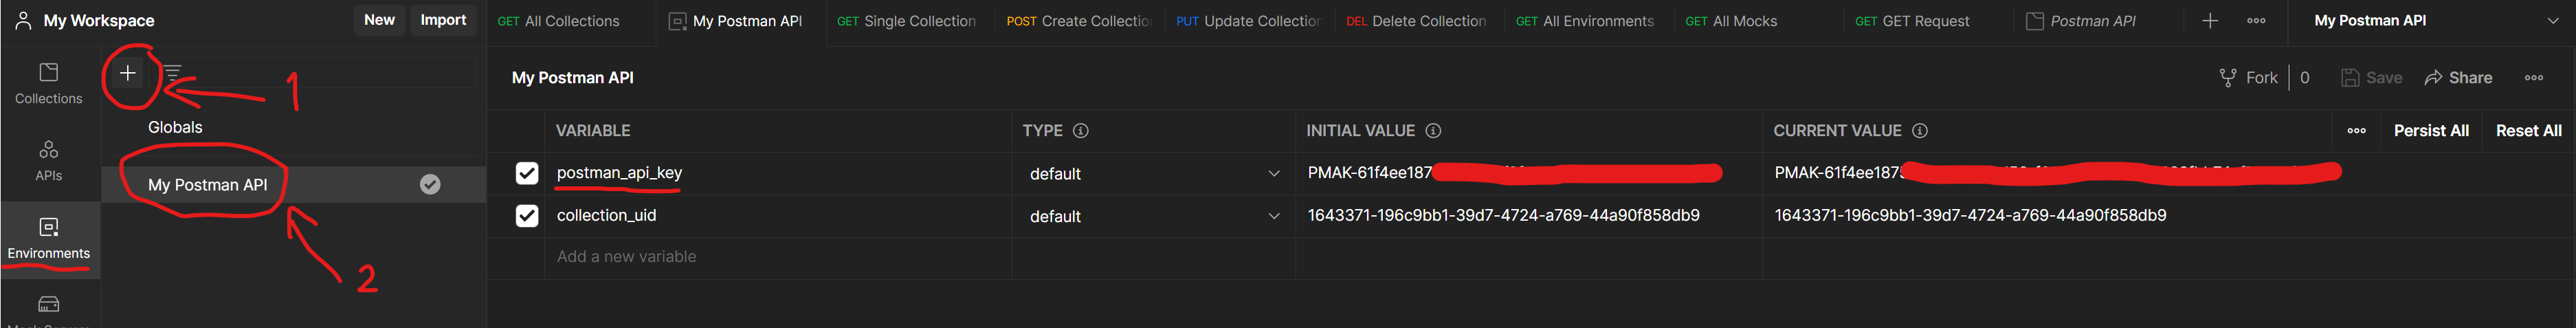 My Workspace New Import
GET All Collections
My Postman API
GET Single Collection
POST Create Collectio
PUT Update Collection
DEL Delete Collection
GET All Environments
GET All Mocks
GET GET Request
Postman API
My Postman API
Collections
APIs
Environments
1
Globals
My Postman API
2
My Postman API
Fork 0 Save Share
VARIABLE TYPE INITIAL VALUE CURRENT VALUE Persist All Reset All
postman_api_key default PMAK-61f4ee187 PMAK-61f4ee187
collection_uid default 1643371-196c9bb1-39d7-4724-a769-44a90f858db9 1643371-196c9bb1-39d7-4724-a769-44a90f858db9
Add a new variable